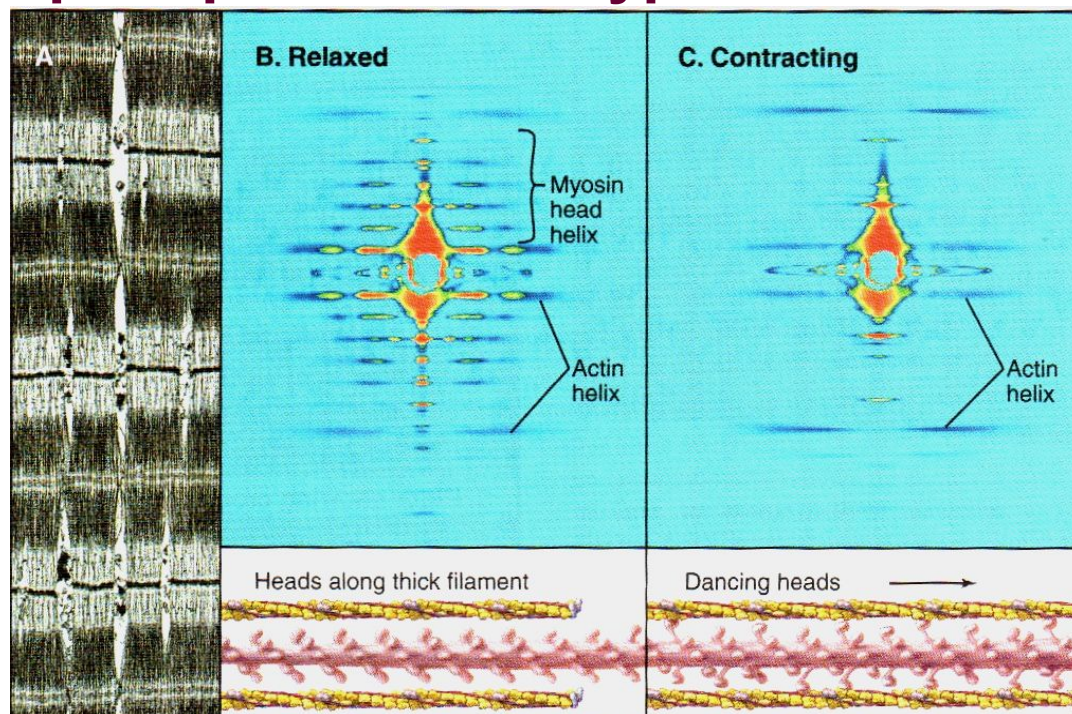 A
B. Relaxed
C. Contracting
Myosin
head
helix
Actin
helix
Actin
helix
Heads along thick filament
Dancing heads